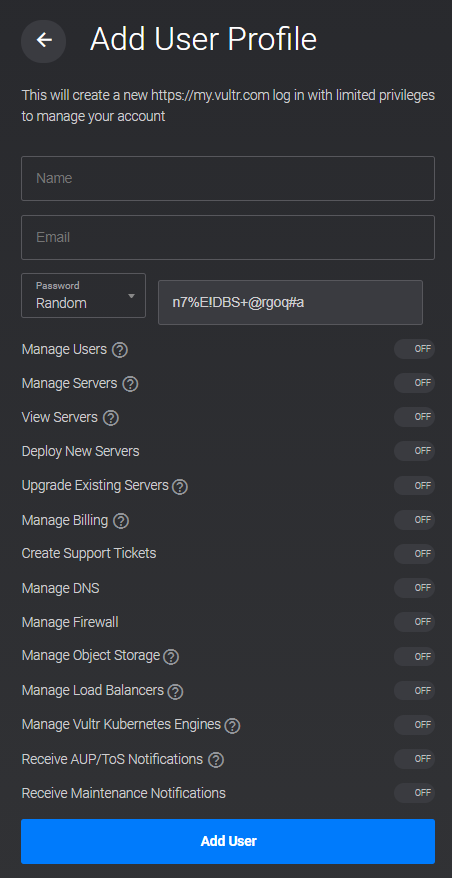 Add User Profile
This will create a new https://my.vultr.com log in with limited privileges
to manage your account
Name
Email
Password
Random
n7%E!DBS+@rgoq#a
Manage Users ?
OFF
Manage Servers ?
OFF
View Servers ?
OFF
Deploy New Servers
OFF
Upgrade Existing Servers ?
OFF
Manage Billing ?
OFF
Create Support Tickets
OFF
Manage DNS
OFF
Manage Firewall
OFF
Manage Object Storage ?
OFF
Manage Load Balancers ?
OFF
Manage Vultr Kubernetes Engines ?
OFF
Receive AUP/ToS Notifications ?
OFF
Receive Maintenance Notifications
OFF
Add User